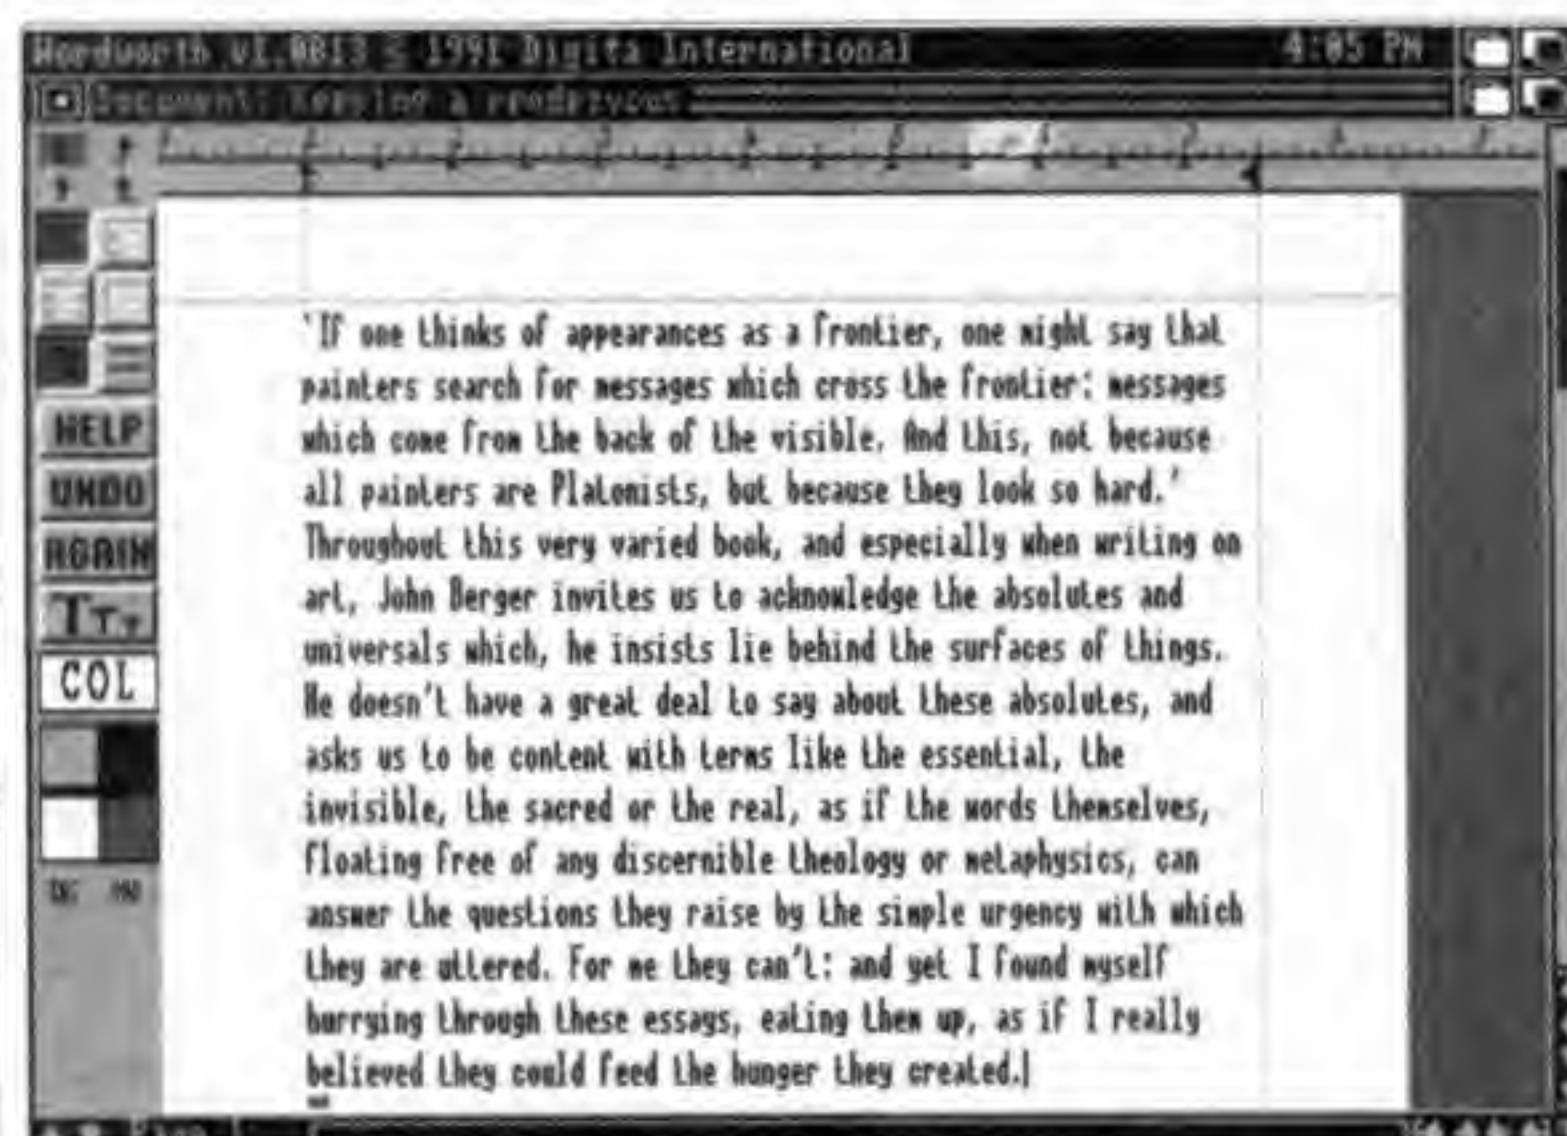 Wordworth v1.0B13 © 1991 Digita International 4:05 PM
Document: Keeping a rendezvous
HELP
UNDO
AGAIN
COL
'If one thinks of appearances as a frontier, one might say that
painters search for messages which cross the frontier: messages
which come from the back of the visible. And this, not because
all painters are Platonists, but because they look so hard.'
Throughout this very varied book, and especially when writing on
art, John Berger invites us to acknowledge the absolutes and
universals which, he insists lie behind the surfaces of things.
He doesn't have a great deal to say about these absolutes, and
asks us to be content with terms like the essential, the
invisible, the sacred or the real, as if the words themselves,
floating free of any discernible theology or metaphysics, can
answer the questions they raise by the simple urgency with which
they are uttered. For me they can't: and yet I found myself
hurrying through these essays, eating them up, as if I really
believed they could feed the hunger they created.